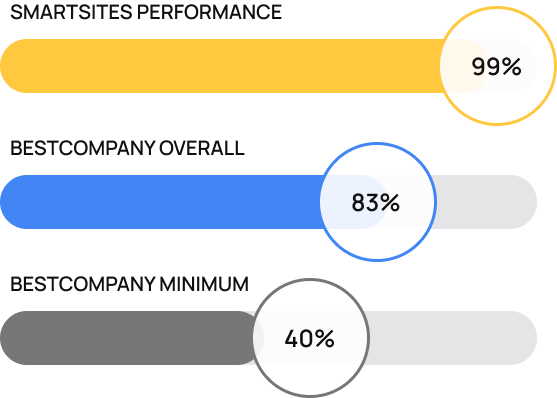 SMARTSITES PERFORMANCE
99%
BESTCOMPANY OVERALL
83%
BESTCOMPANY MINIMUM
40%